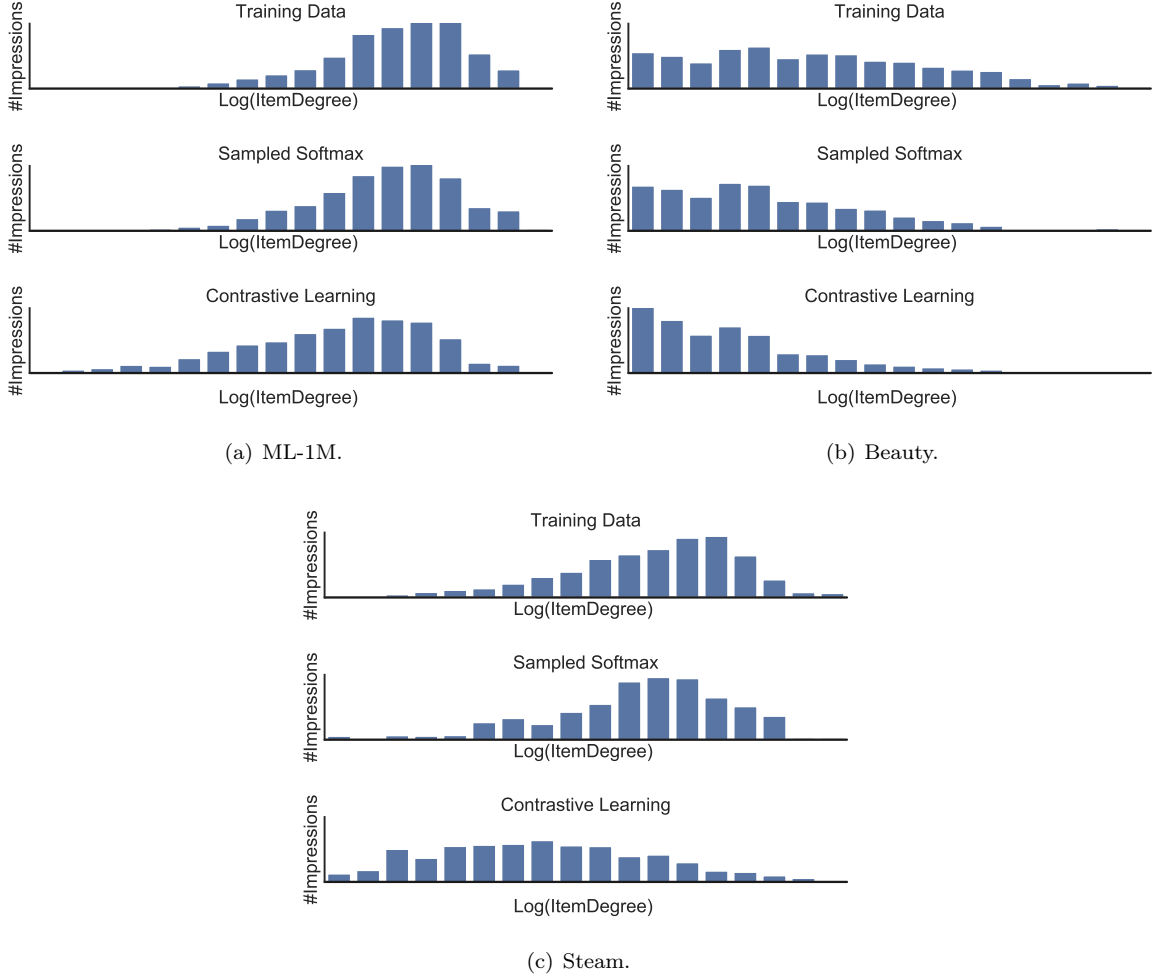 Training Data
#Impressions
Log(ItemDegree)
Sampled Softmax
#Impressions
Log(ItemDegree)
Contrastive Learning
#Impressions
Log(ItemDegree)
(a) ML-1M.
Training Data
#Impressions
Log(ItemDegree)
Sampled Softmax
#Impressions
Log(ItemDegree)
Contrastive Learning
#Impressions
Log(ItemDegree)
(b) Beauty.
Training Data
#Impressions
Log(ItemDegree)
Sampled Softmax
#Impressions
Log(ItemDegree)
Contrastive Learning
#Impressions
Log(ItemDegree)
(c) Steam.